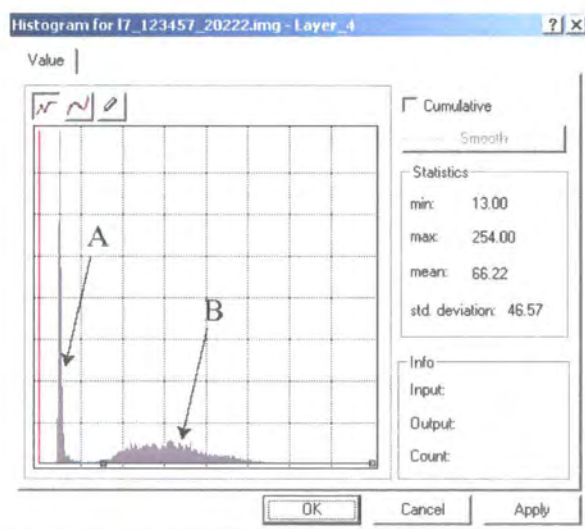 Histogram for l7_123457_20222.img - Layer_4
Value
Cumulative
Smooth
Statistics
min: 13.00
max: 254.00
mean: 66.22
std. deviation: 46.57
A
B
Info
Input:
Output:
Count:
OK
Cancel
Apply